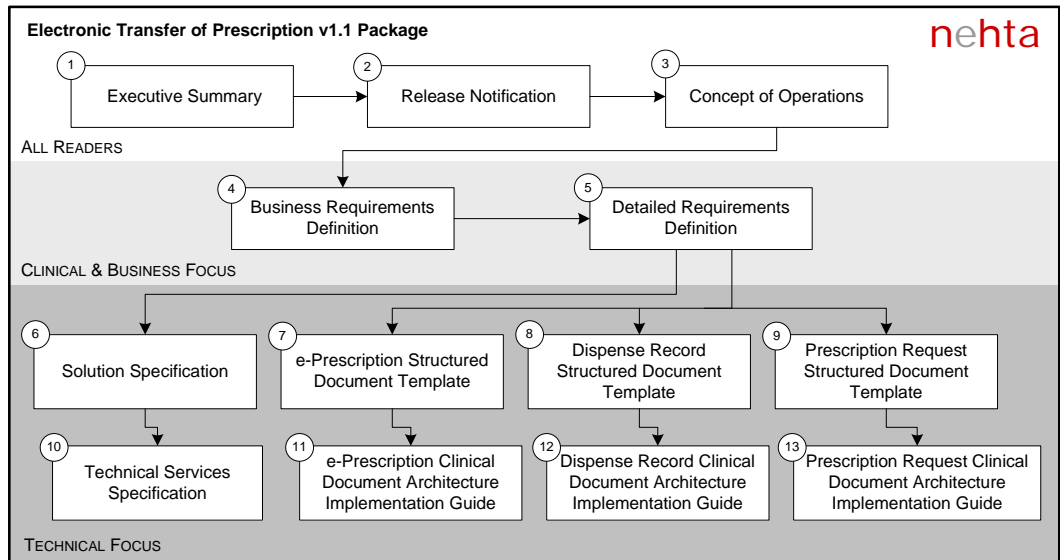 Electronic Transfer of Prescription v1.1 Package
nehta
1
Executive Summary
2
Release Notification
3
Concept of Operations
ALL READERS
4
Business Requirements
Definition
5
Detailed Requirements
Definition
CLINICAL & BUSINESS FOCUS
6
Solution Specification
7
e-Prescription Structured
Document Template
8
Dispense Record
Structured Document
Template
9
Prescription Request
Structured Document
Template
10
Technical Services
Specification
11
e-Prescription Clinical
Document Architecture
Implementation Guide
12
Dispense Record Clinical
Document Architecture
Implementation Guide
13
Prescription Request Clinical
Document Architecture
Implementation Guide
TECHNICAL FOCUS